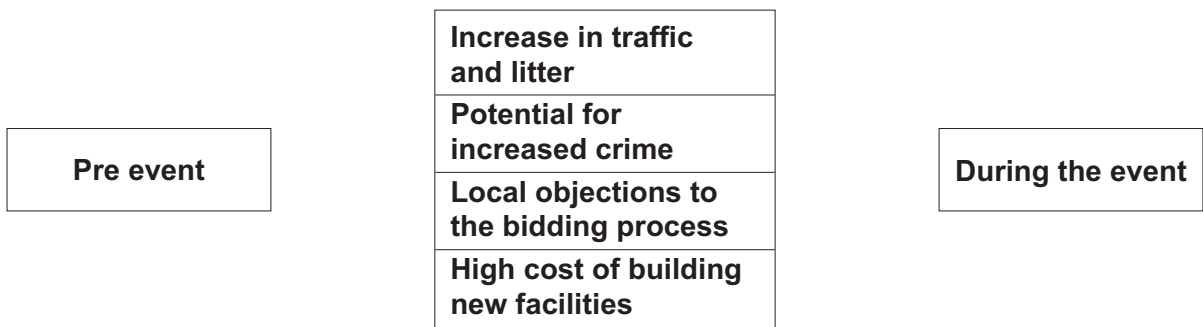 Pre event
Increase in traffic
and litter
Potential for
increased crime
Local objections to
the bidding process
High cost of building
new facilities
During the event